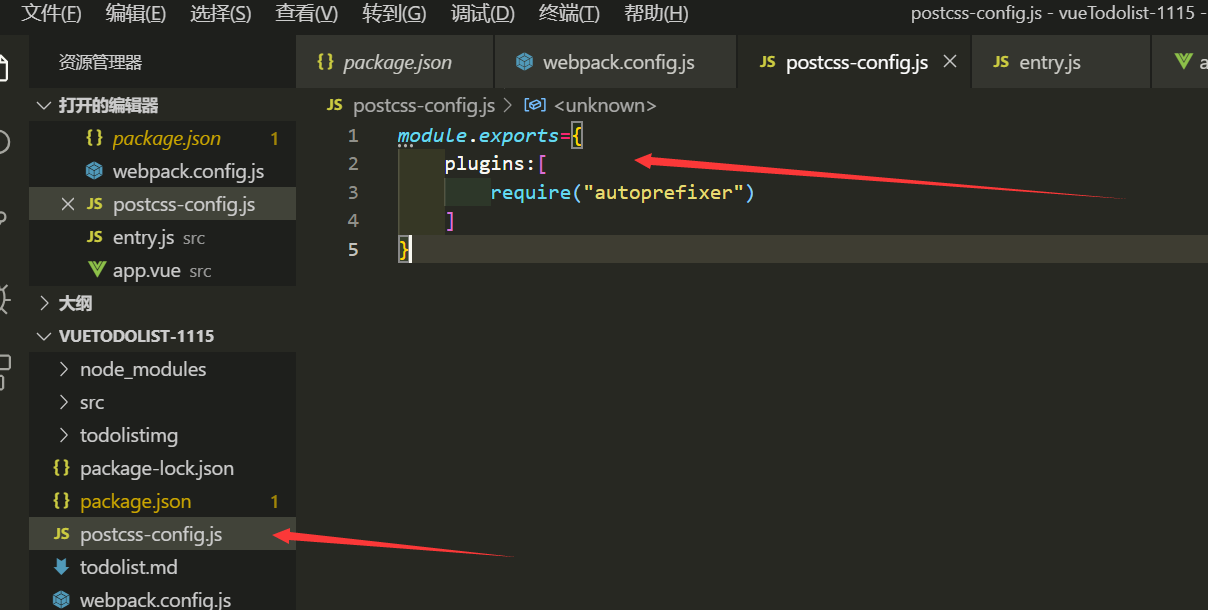 文件(F) 编辑(E) 选择(S) 查看(V) 转到(G) 调试(D) 终端(T) 帮助(H) postcss-config.js - vueTodolist-1115 -
资源管理器
{} package.json
webpack.config.js
JS postcss-config.js
JS entry.js
a
打开的编辑器
{} package.json 1
webpack.config.js
JS postcss-config.js
JS entry.js src
app.vue src
大纲
VUETODOLIST-1115
node_modules
src
todolistimg
{} package-lock.json
{} package.json 1
JS postcss-config.js
todolist.md
webpack.config.js
JS postcss-config.js > <unknown>
1 module.exports={
2 plugins:[
3 require("autoprefixer")
4 ]
5 }